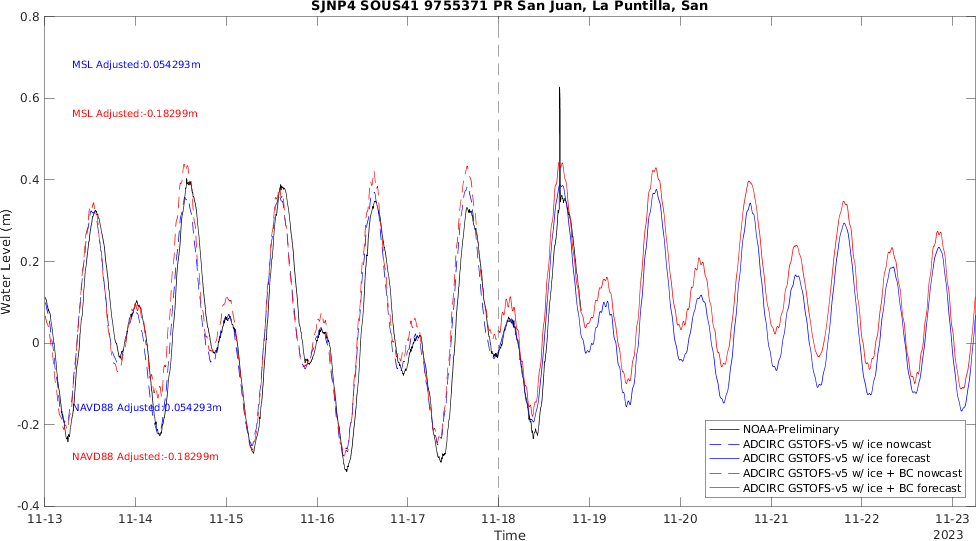 SJNP4 SOUS41 9755371 PR San Juan, La Puntilla, San
0.8
0.6
0.4
0.2
0
-0.2
-0.4
Water Level (m)
MSL Adjusted:0.054293m
MSL Adjusted:-0.18299m
NAVD88 Adjusted:0.054293m
NAVD88 Adjusted:-0.18299m
NOAA-Preliminary
ADCIRC GSTOFS-v5 w/ ice nowcast
ADCIRC GSTOFS-v5 w/ ice forecast
ADCIRC GSTOFS-v5 w/ ice + BC nowcast
ADCIRC GSTOFS-v5 w/ ice + BC forecast
11-13 11-14 11-15 11-16 11-17 11-18 11-19 11-20 11-21 11-22 11-23
Time
2023